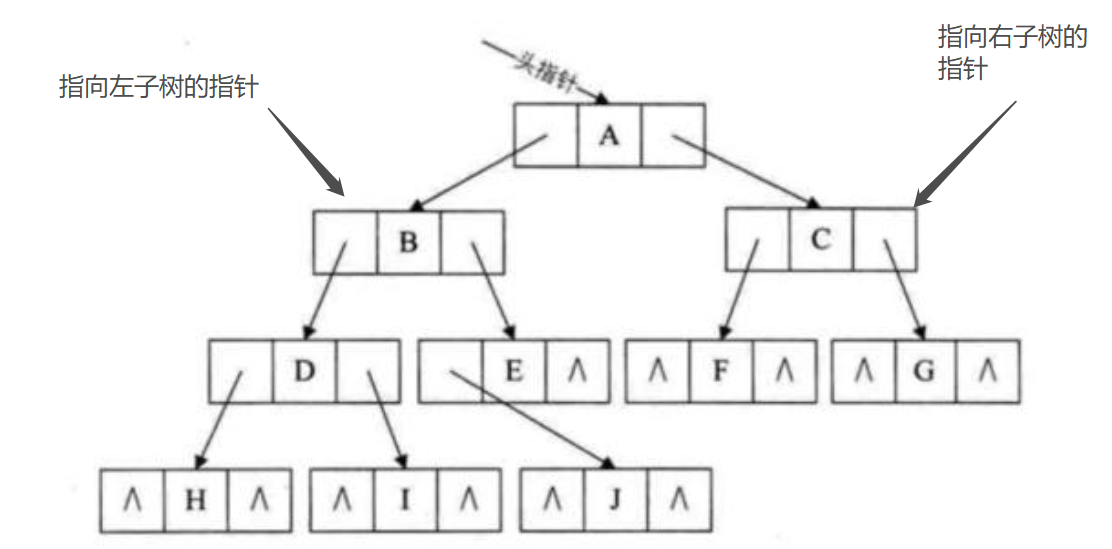 指向右子树的
指针
指向左子树的指针
头指针
A
B
C
D
E ∧
∧ F ∧
∧ G ∧
∧ H ∧
∧ I ∧
∧ J ∧